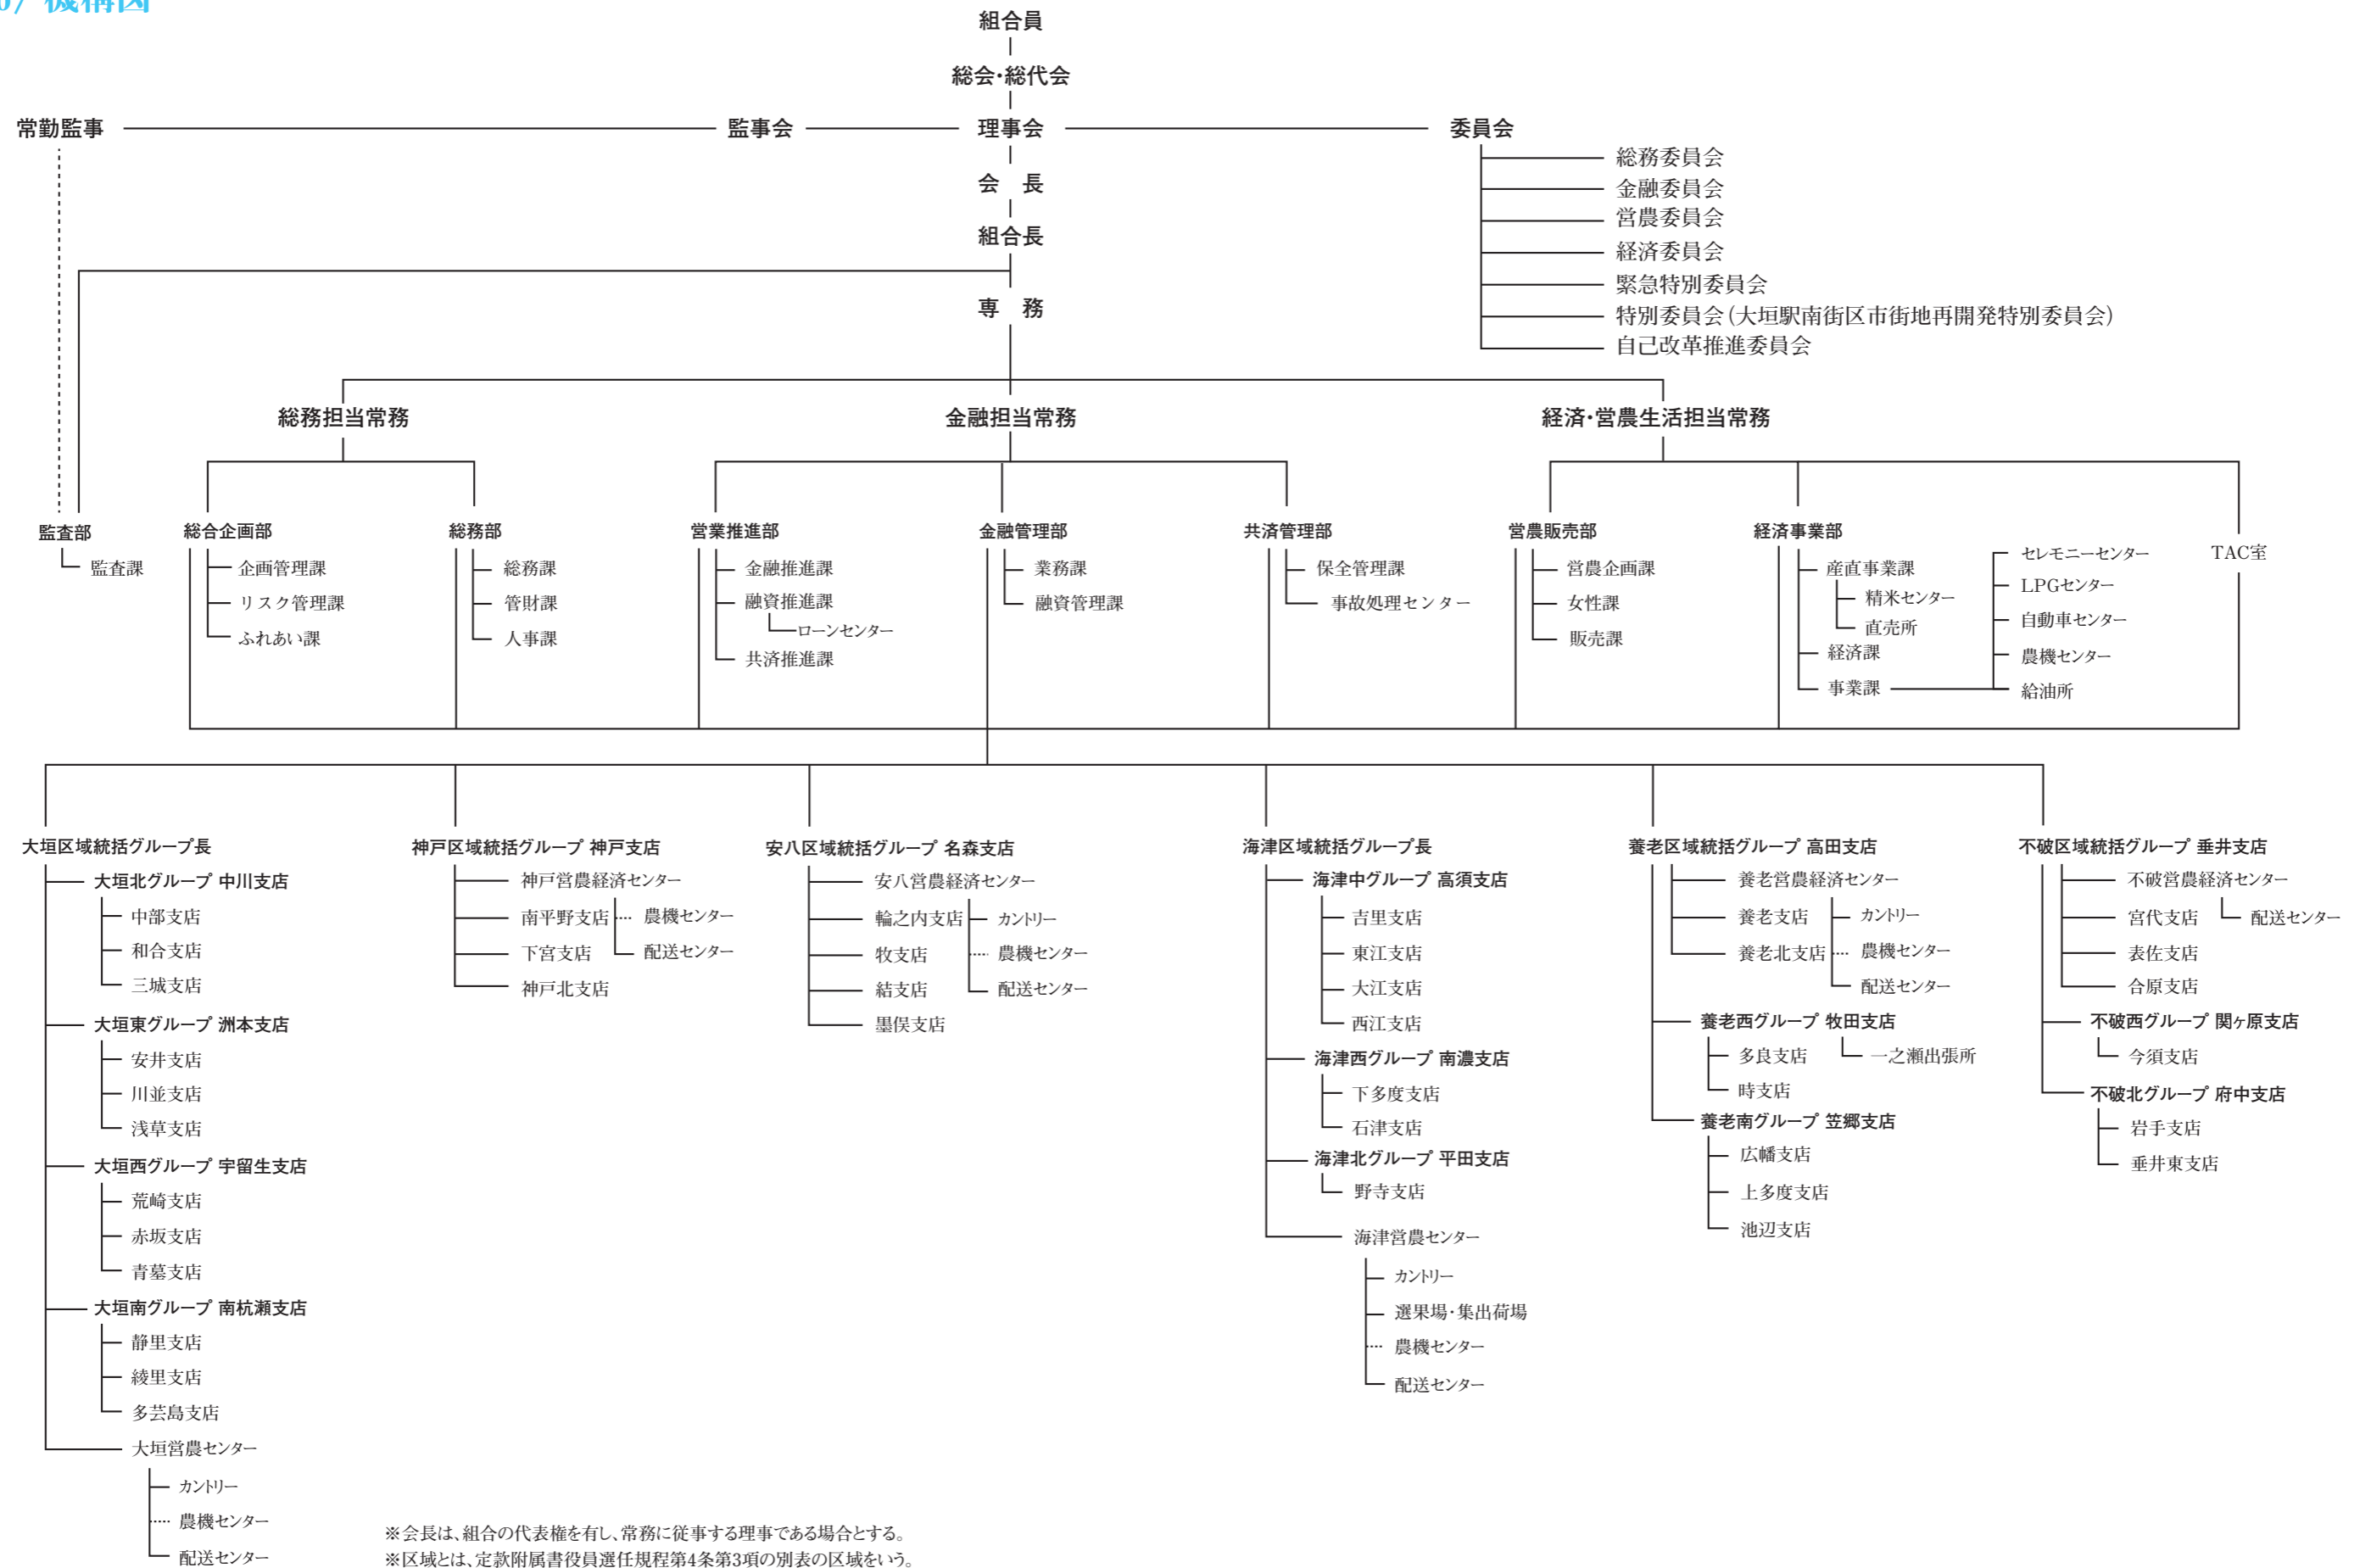 機構図
組合員
総会・総代会
常勤監事 監事会 理事会 委員会
総務委員会
金融委員会
営農委員会
経済委員会
緊急特別委員会
特別委員会(大垣駅南街区市街地再開発特別委員会)
自己改革推進委員会
会　長
組合長
専　務
総務担当常務 金融担当常務 経済・営農生活担当常務
監査部
監査課
総合企画部
企画管理課
リスク管理課
ふれあい課
総務部
総務課
管財課
人事課
営業推進部
金融推進課
融資推進課
ローンセンター
共済推進課
金融管理部
業務課
融資管理課
共済管理部
保全管理課
事故処理センター
営農販売部
営農企画課
女性課
販売課
経済事業部
産直事業課
精米センター
直売所
経済課
事業課
セレモニーセンター
LPGセンター
自動車センター
農機センター
給油所
TAC室
大垣区域統括グループ長
大垣北グループ 中川支店
中部支店
和合支店
三城支店
大垣東グループ 洲本支店
安井支店
川並支店
浅草支店
大垣西グループ 宇留生支店
荒崎支店
赤坂支店
青墓支店
大垣南グループ 南杭瀬支店
静里支店
綾里支店
多芸島支店
大垣営農センター
カントリー
農機センター
配送センター
神戸区域統括グループ 神戸支店
神戸営農経済センター
農機センター
配送センター
南平野支店
下宮支店
神戸北支店
安八区域統括グループ 名森支店
安八営農経済センター
カントリー
農機センター
配送センター
輪之内支店
牧支店
結支店
墨俣支店
海津区域統括グループ長
海津中グループ 高須支店
吉里支店
東江支店
大江支店
西江支店
海津西グループ 南濃支店
下多度支店
石津支店
海津北グループ 平田支店
野寺支店
海津営農センター
カントリー
選果場・集出荷場
農機センター
配送センター
養老区域統括グループ 高田支店
養老営農経済センター
カントリー
農機センター
配送センター
養老支店
養老北支店
養老西グループ 牧田支店
一之瀬出張所
多良支店
時支店
養老南グループ 笠郷支店
広幡支店
上多度支店
池辺支店
不破区域統括グループ 垂井支店
不破営農経済センター
配送センター
宮代支店
表佐支店
合原支店
不破西グループ 関ヶ原支店
今須支店
不破北グループ 府中支店
岩手支店
垂井東支店
※会長は、組合の代表権を有し、常務に従事する理事である場合とする。
※区域とは、定款附属書役員選任規程第4条第3項の別表の区域をいう。